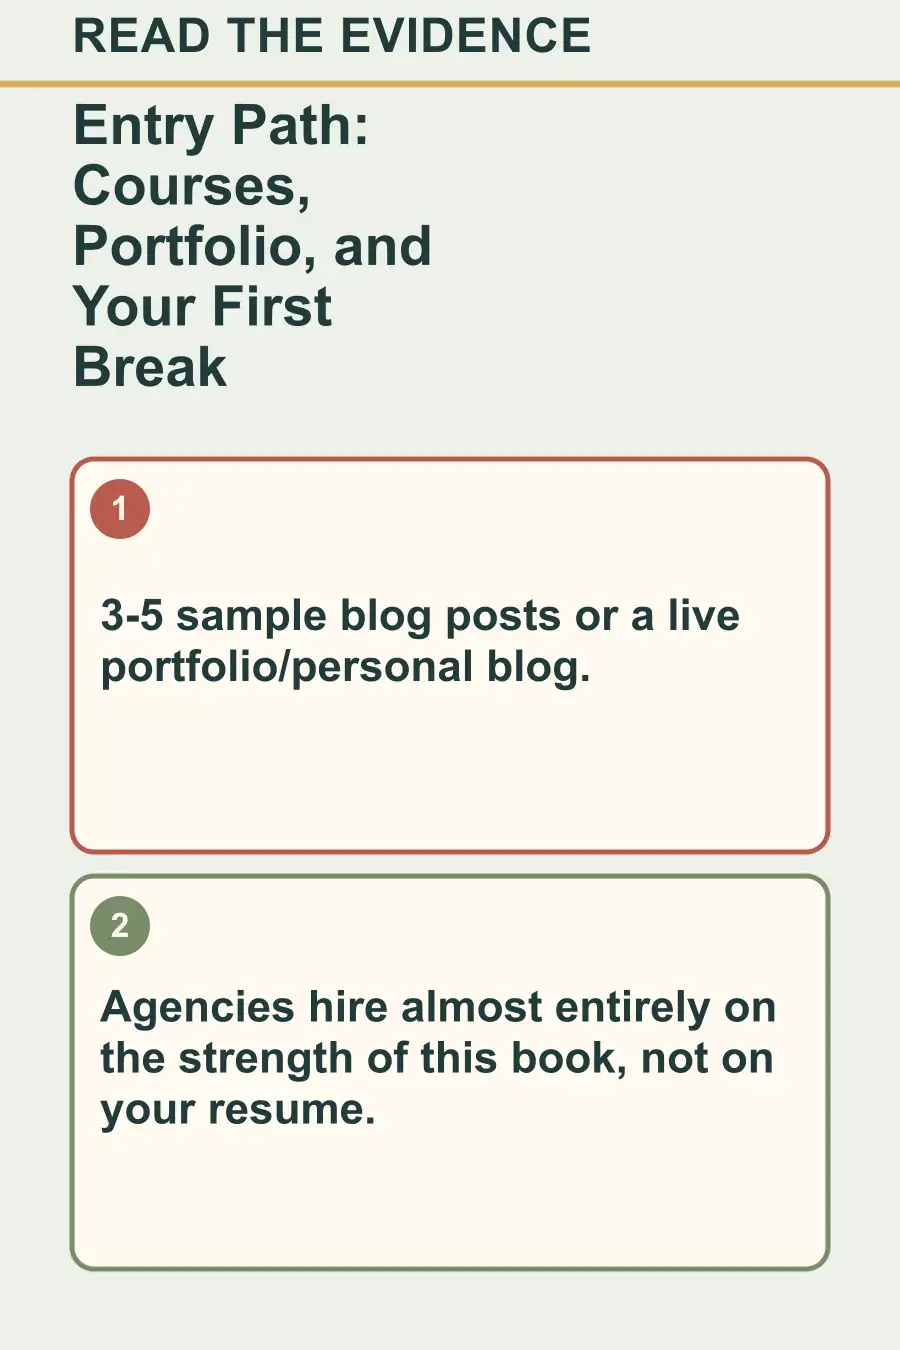 READ THE EVIDENCE
Entry Path:
Courses,
Portfolio, and
Your First
Break
1
3-5 sample blog posts or a live
portfolio/personal blog.
2
Agencies hire almost entirely on
the strength of this book, not on
your resume.